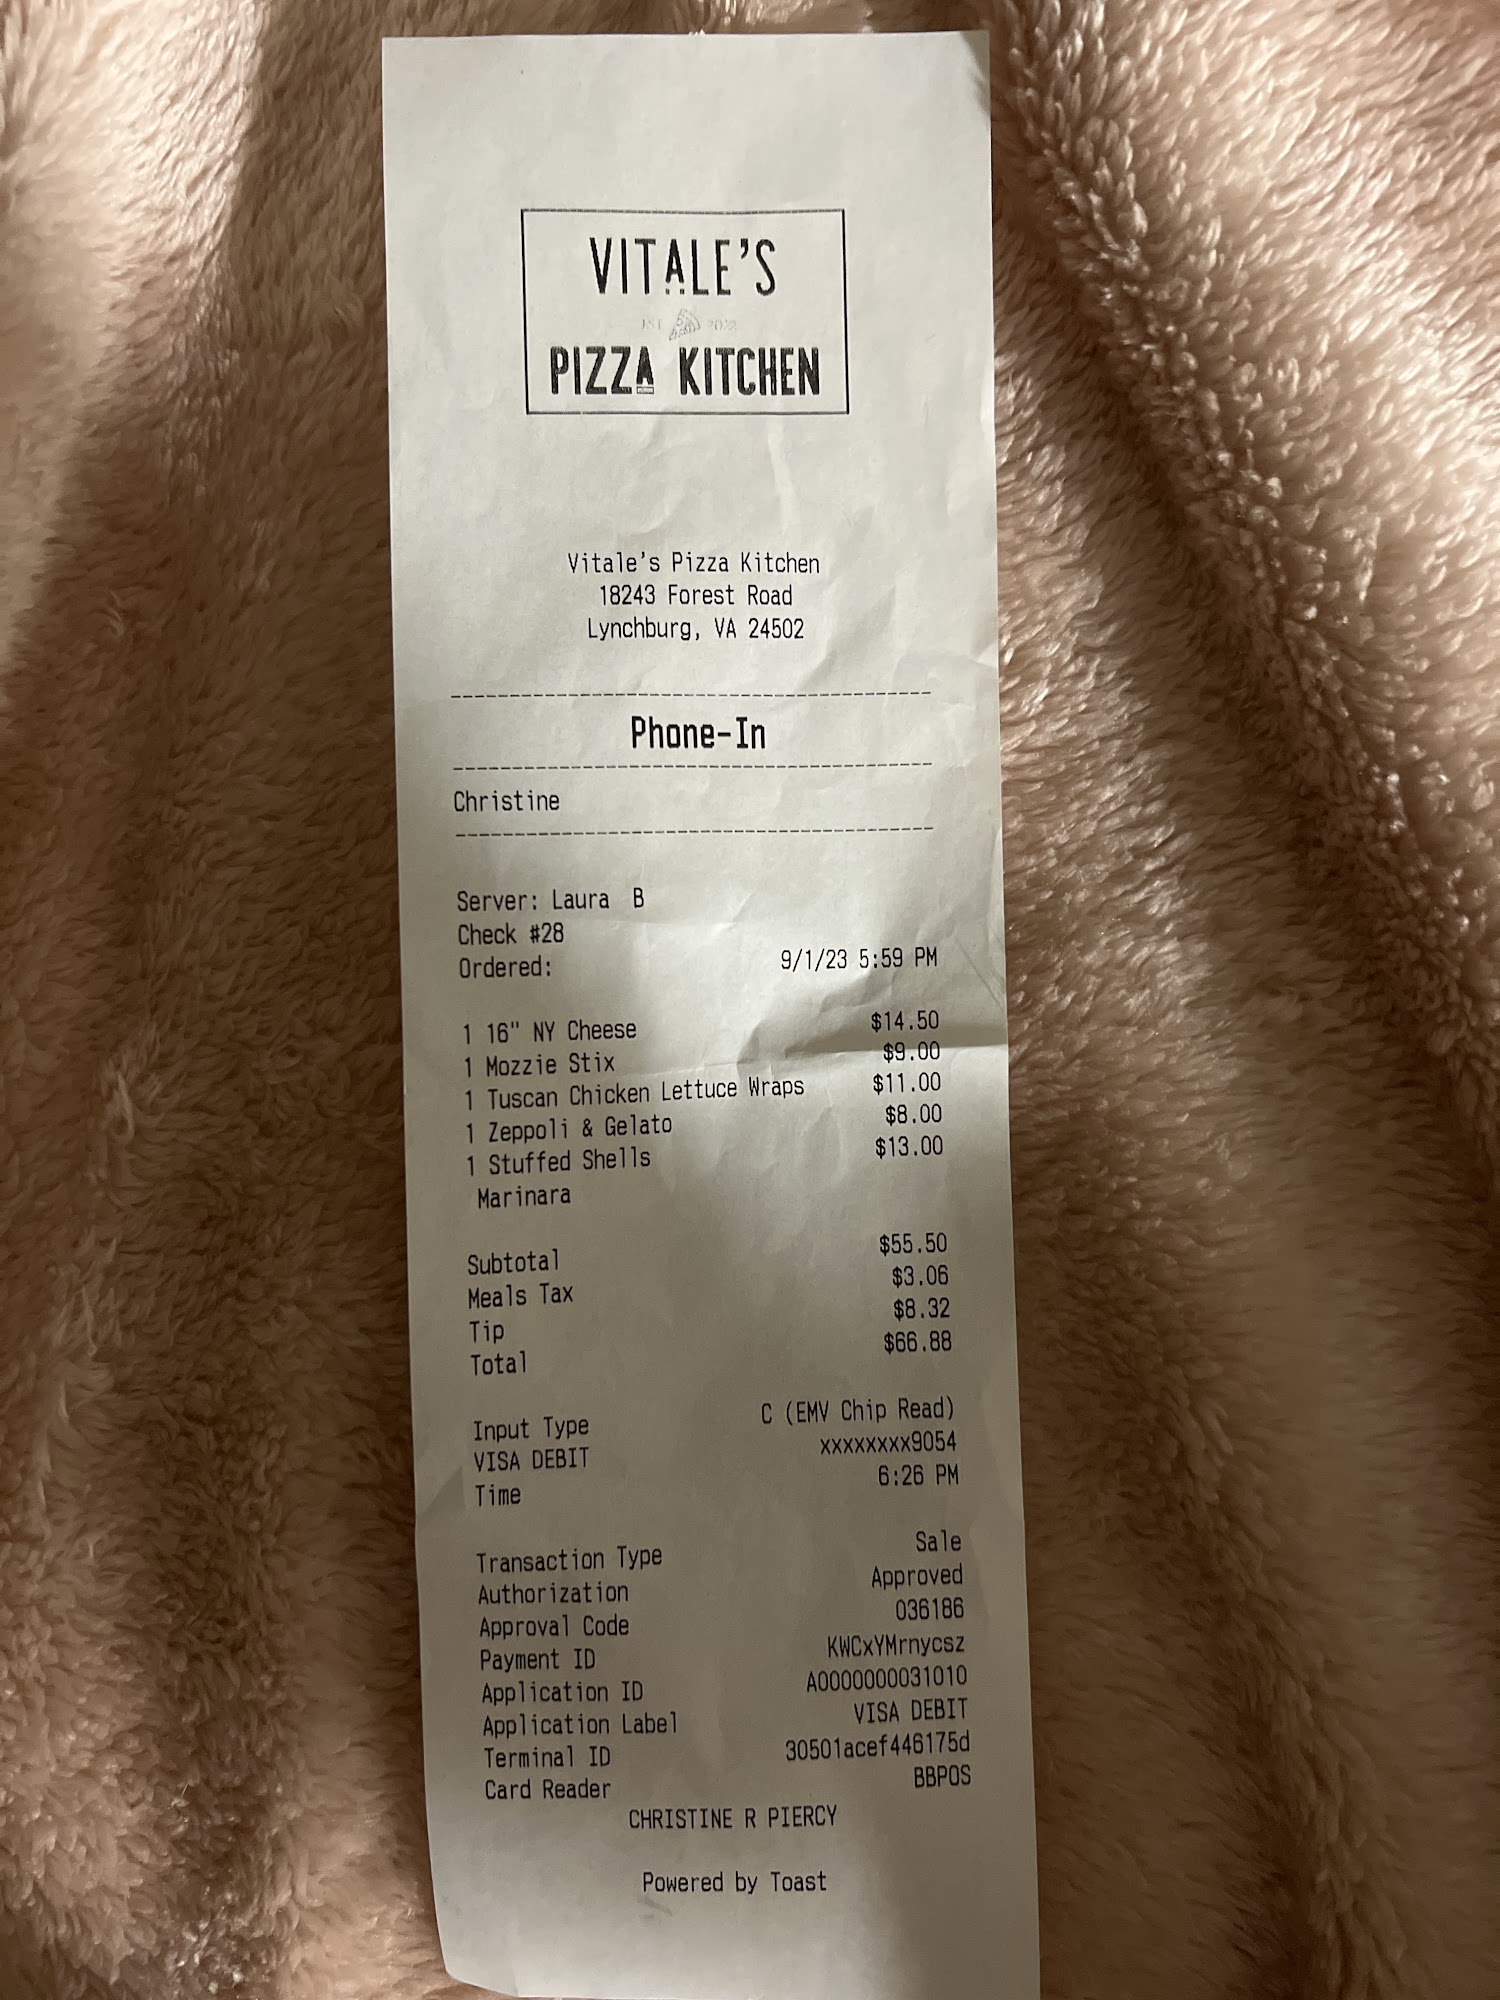 VITALE'S
PIZZA KITCHEN
Vitale's Pizza Kitchen
18243 Forest Road
Lynchburg, VA 24502
Phone-In
Christine
Server: Laura B
Check #28
Ordered: 9/1/23 5:59 PM
1 16" NY Cheese $14.50
1 Mozzie Stix $9.00
1 Tuscan Chicken Lettuce Wraps $11.00
1 Zeppoli & Gelato $8.00
1 Stuffed Shells $13.00
Marinara
Subtotal $55.50
Meals Tax $3.06
Tip $8.32
Total $66.88
Input Type C (EMV Chip Read)
VISA DEBIT xxxxxxxx9054
Time 6:26 PM
Transaction Type Sale
Authorization Approved
Approval Code 036186
Payment ID KWCxYMrnycsz
Application ID A0000000031010
Application Label VISA DEBIT
Terminal ID 30501acef446175d
Card Reader BBPOS
CHRISTINE R PIERCY
Powered by Toast